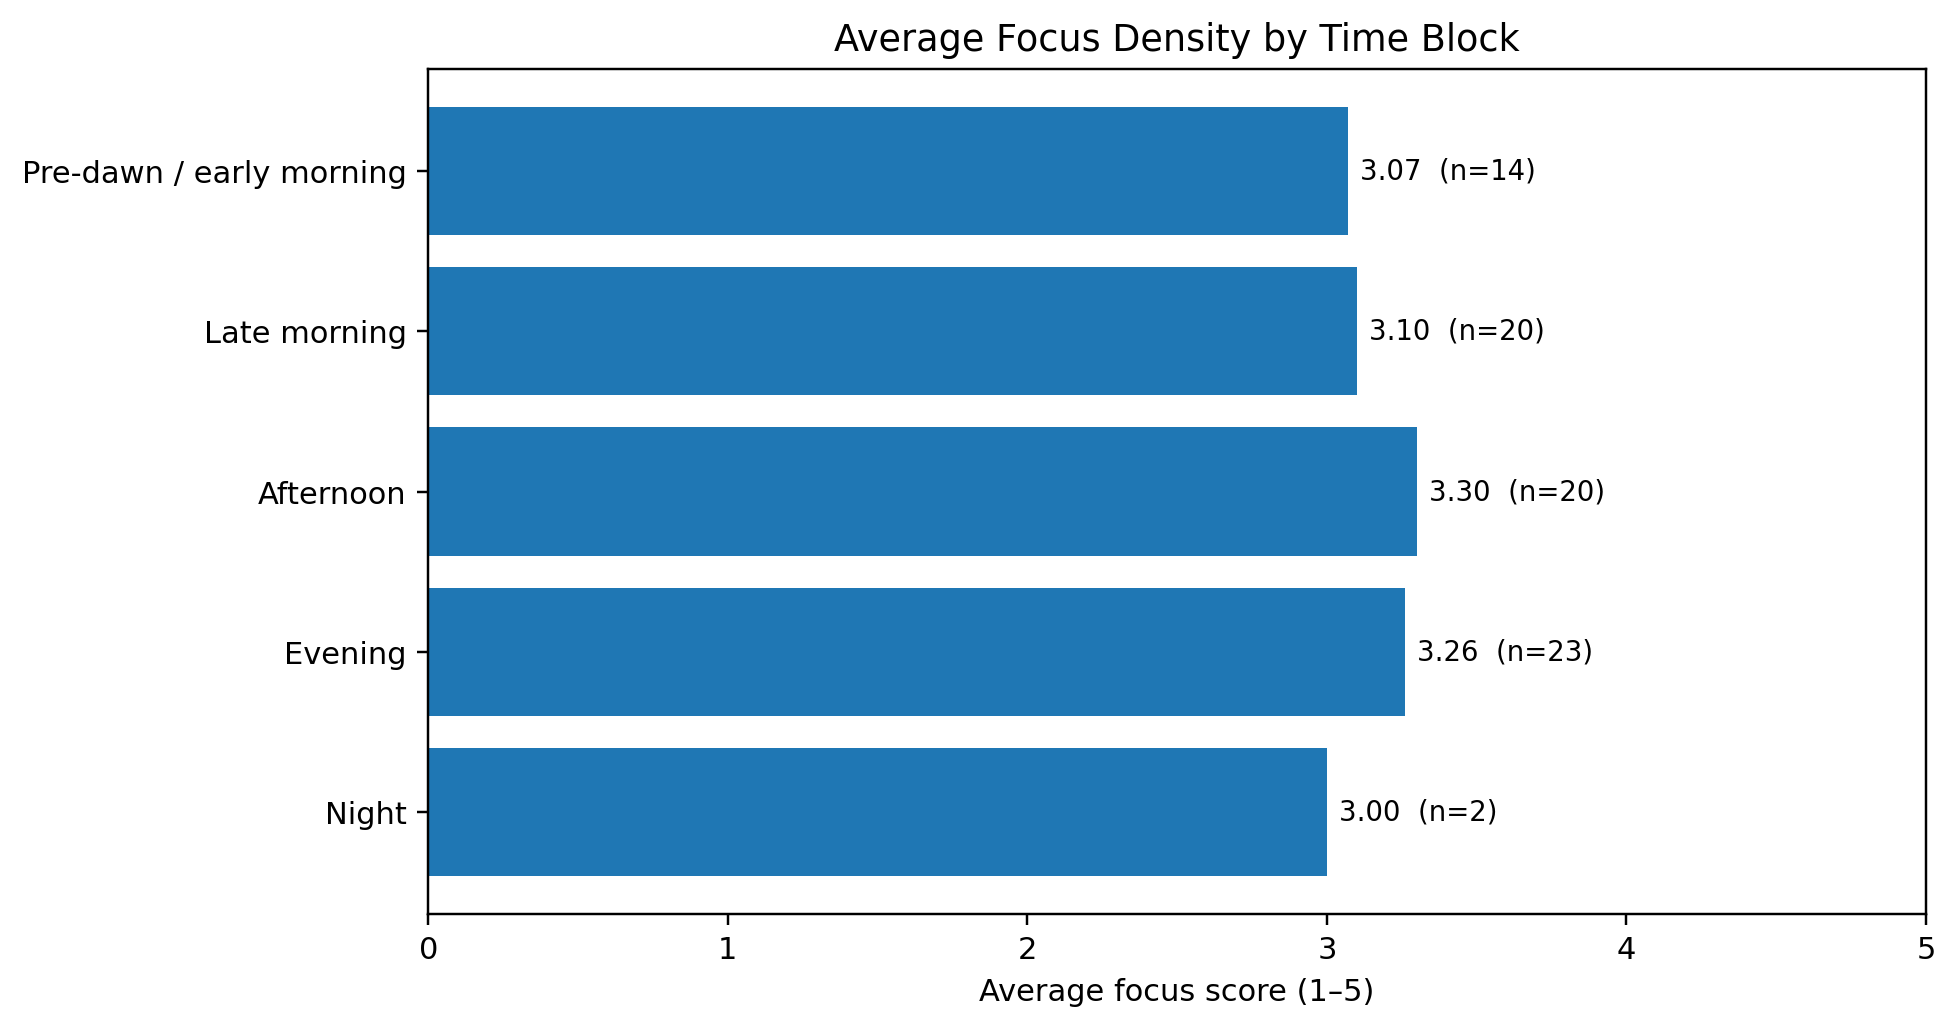 Average Focus Density by Time Block
Pre-dawn / early morning
3.07  (n=14)
Late morning
3.10  (n=20)
Afternoon
3.30  (n=20)
Evening
3.26  (n=23)
Night
3.00  (n=2)
0 1 2 3 4 5
Average focus score (1–5)